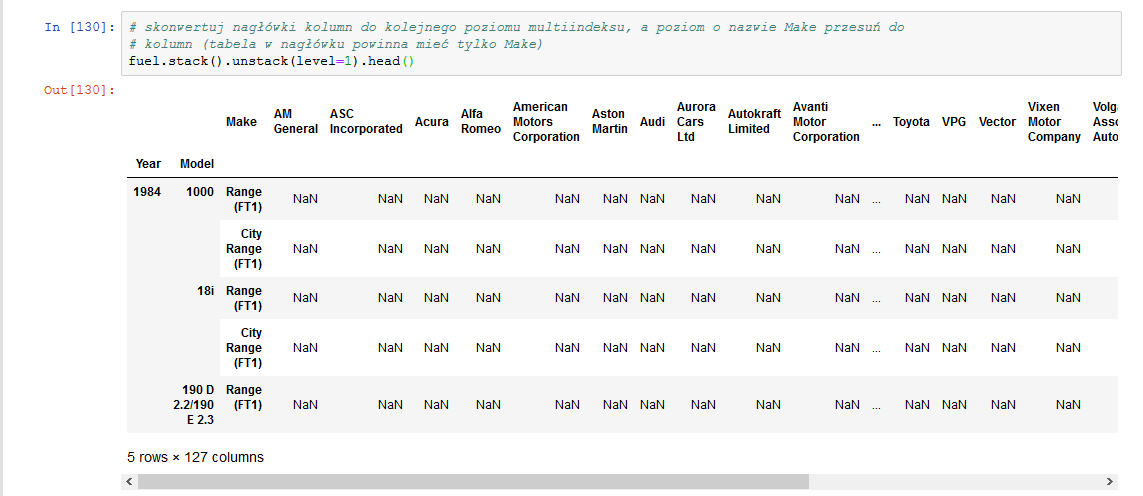 In [130]: # skonwertuj nagłówki kolumn do kolejnego poziomu multiindeksu, a poziom o nazwie Make przesuń do
# kolumn (tabela w nagłówku powinna mieć tylko Make)
fuel.stack().unstack(level=1).head()
Out[130]:
Make AM General ASC Incorporated Acura Alfa Romeo American Motors Corporation Aston Martin Audi Aurora Cars Ltd Autokraft Limited Avanti Motor Corporation ... Toyota VPG Vector Vixen Motor Company
Year Model
1984 1000 Range (FT1) NaN NaN NaN NaN NaN NaN NaN NaN NaN NaN ... NaN NaN NaN NaN
City Range (FT1) NaN NaN NaN NaN NaN NaN NaN NaN NaN NaN ... NaN NaN NaN NaN
18i Range (FT1) NaN NaN NaN NaN NaN NaN NaN NaN NaN NaN ... NaN NaN NaN NaN
City Range (FT1) NaN NaN NaN NaN NaN NaN NaN NaN NaN NaN ... NaN NaN NaN NaN
190 D 2.2/190 E 2.3 Range (FT1) NaN NaN NaN NaN NaN NaN NaN NaN NaN NaN ... NaN NaN NaN NaN
5 rows × 127 columns